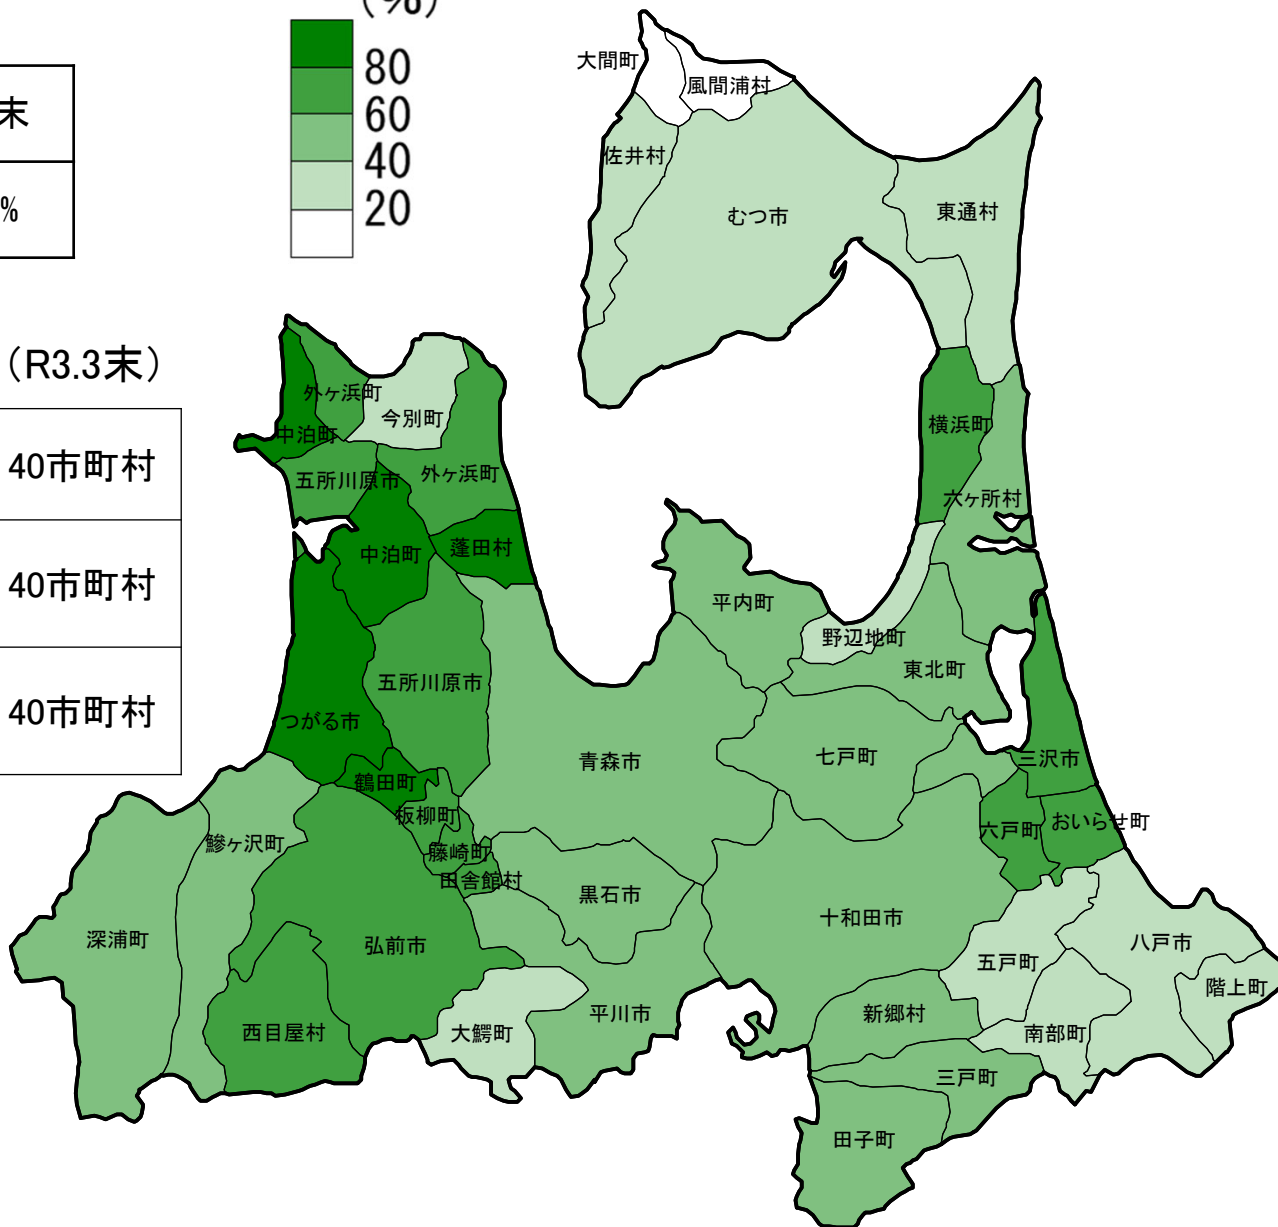 (%)
80
60
40
20
末
%
(R3.3末)
40市町村
40市町村
40市町村
大間町
風間浦村
佐井村
むつ市
東通村
外ヶ浜町
今別町
中泊町
五所川原市
外ヶ浜町
横浜町
六ヶ所村
中泊町
蓬田村
平内町
野辺地町
東北町
五所川原市
つがる市
青森市
七戸町
三沢市
鶴田町
板柳町
六戸町
おいらせ町
鰺ヶ沢町
藤崎町
田舎館村
黒石市
十和田市
深浦町
弘前市
五戸町
八戸市
階上町
西目屋村
大鰐町
平川市
新郷村
南部町
三戸町
田子町